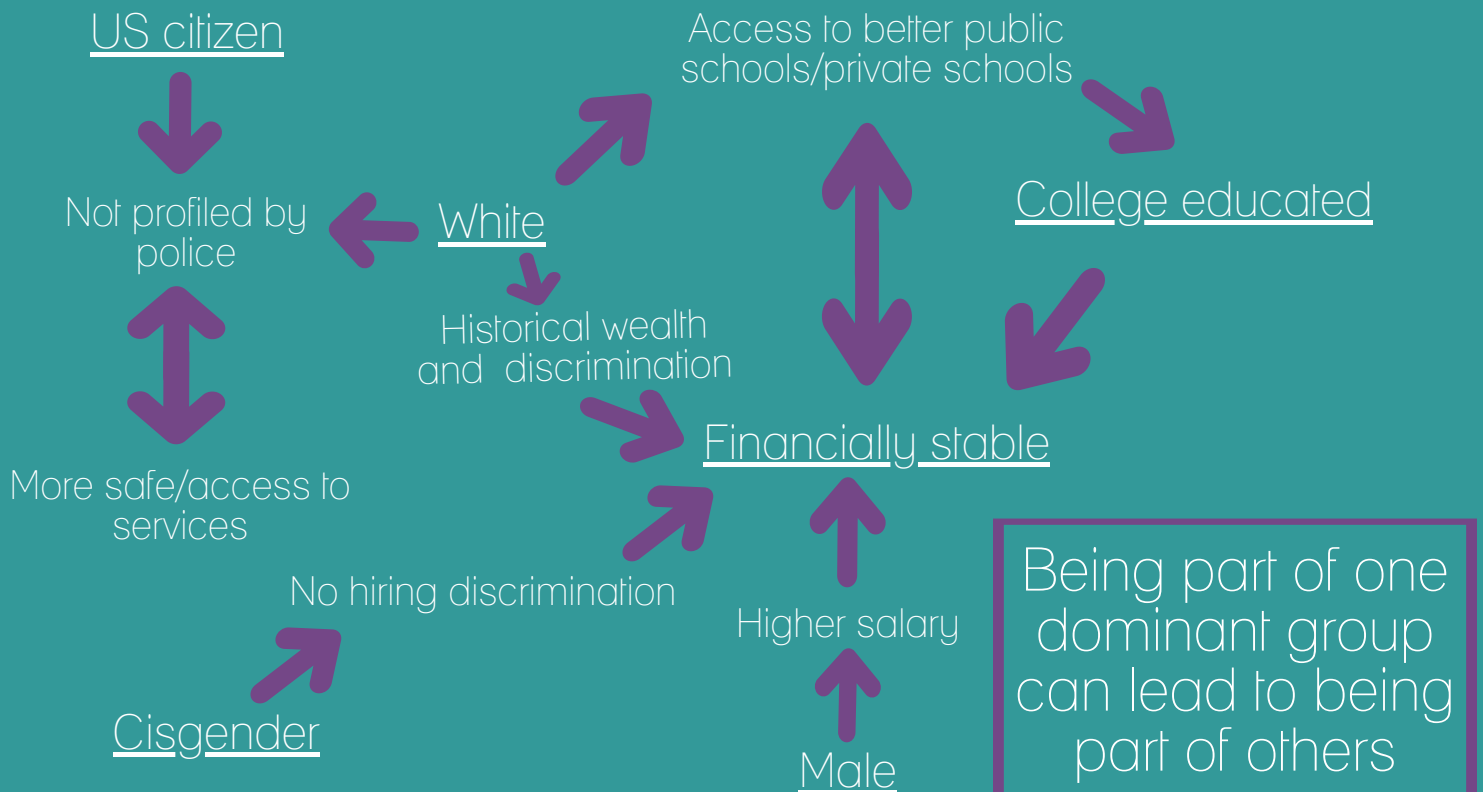 US citizen
Access to better public
schools/private schools
Not profiled by
police
White
College educated
Historical wealth
and discrimination
Financially stable
More safe/access to
services
No hiring discrimination
Higher salary
Cisgender
Male
Being part of one
dominant group
can lead to being
part of others